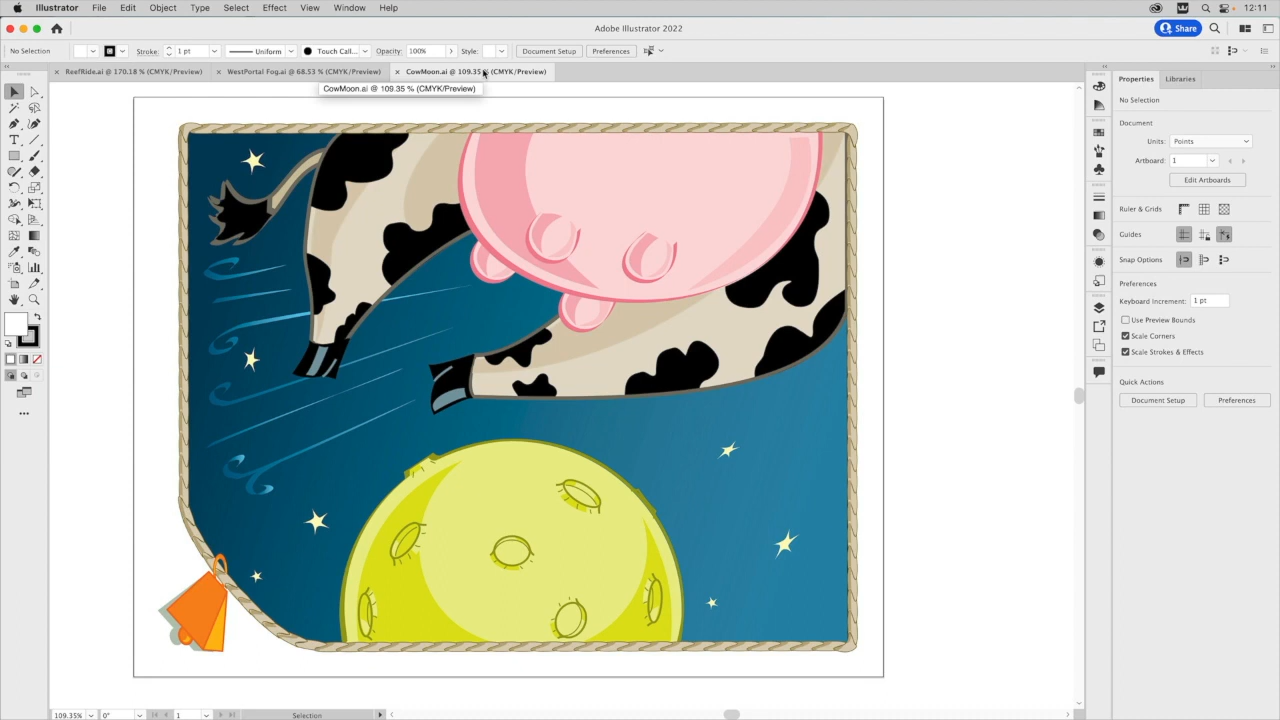 Illustrator File Edit Object Type Select Effect View Window Help 12:11
Adobe Illustrator 2022 Share
No Selection Stroke: 1 pt Uniform Touch Call... Opacity: 100% Style: Document Setup Preferences
× ReefRide.ai @ 170.18 % (CMYK/Preview) × WestPortal Fog.ai @ 68.53 % (CMYK/Preview) × CowMoon.ai @ 109.35 % (CMYK/Preview)
CowMoon.ai @ 109.35 % (CMYK/Preview)
Properties Libraries
No Selection
Document
Units: Points
Artboard: 1
Edit Artboards
Ruler & Grids
Guides
Snap Options
Preferences
Keyboard Increment: 1 pt
Use Preview Bounds
Scale Corners
Scale Strokes & Effects
Quick Actions
Document Setup Preferences
109.35% 0° 1 Selection